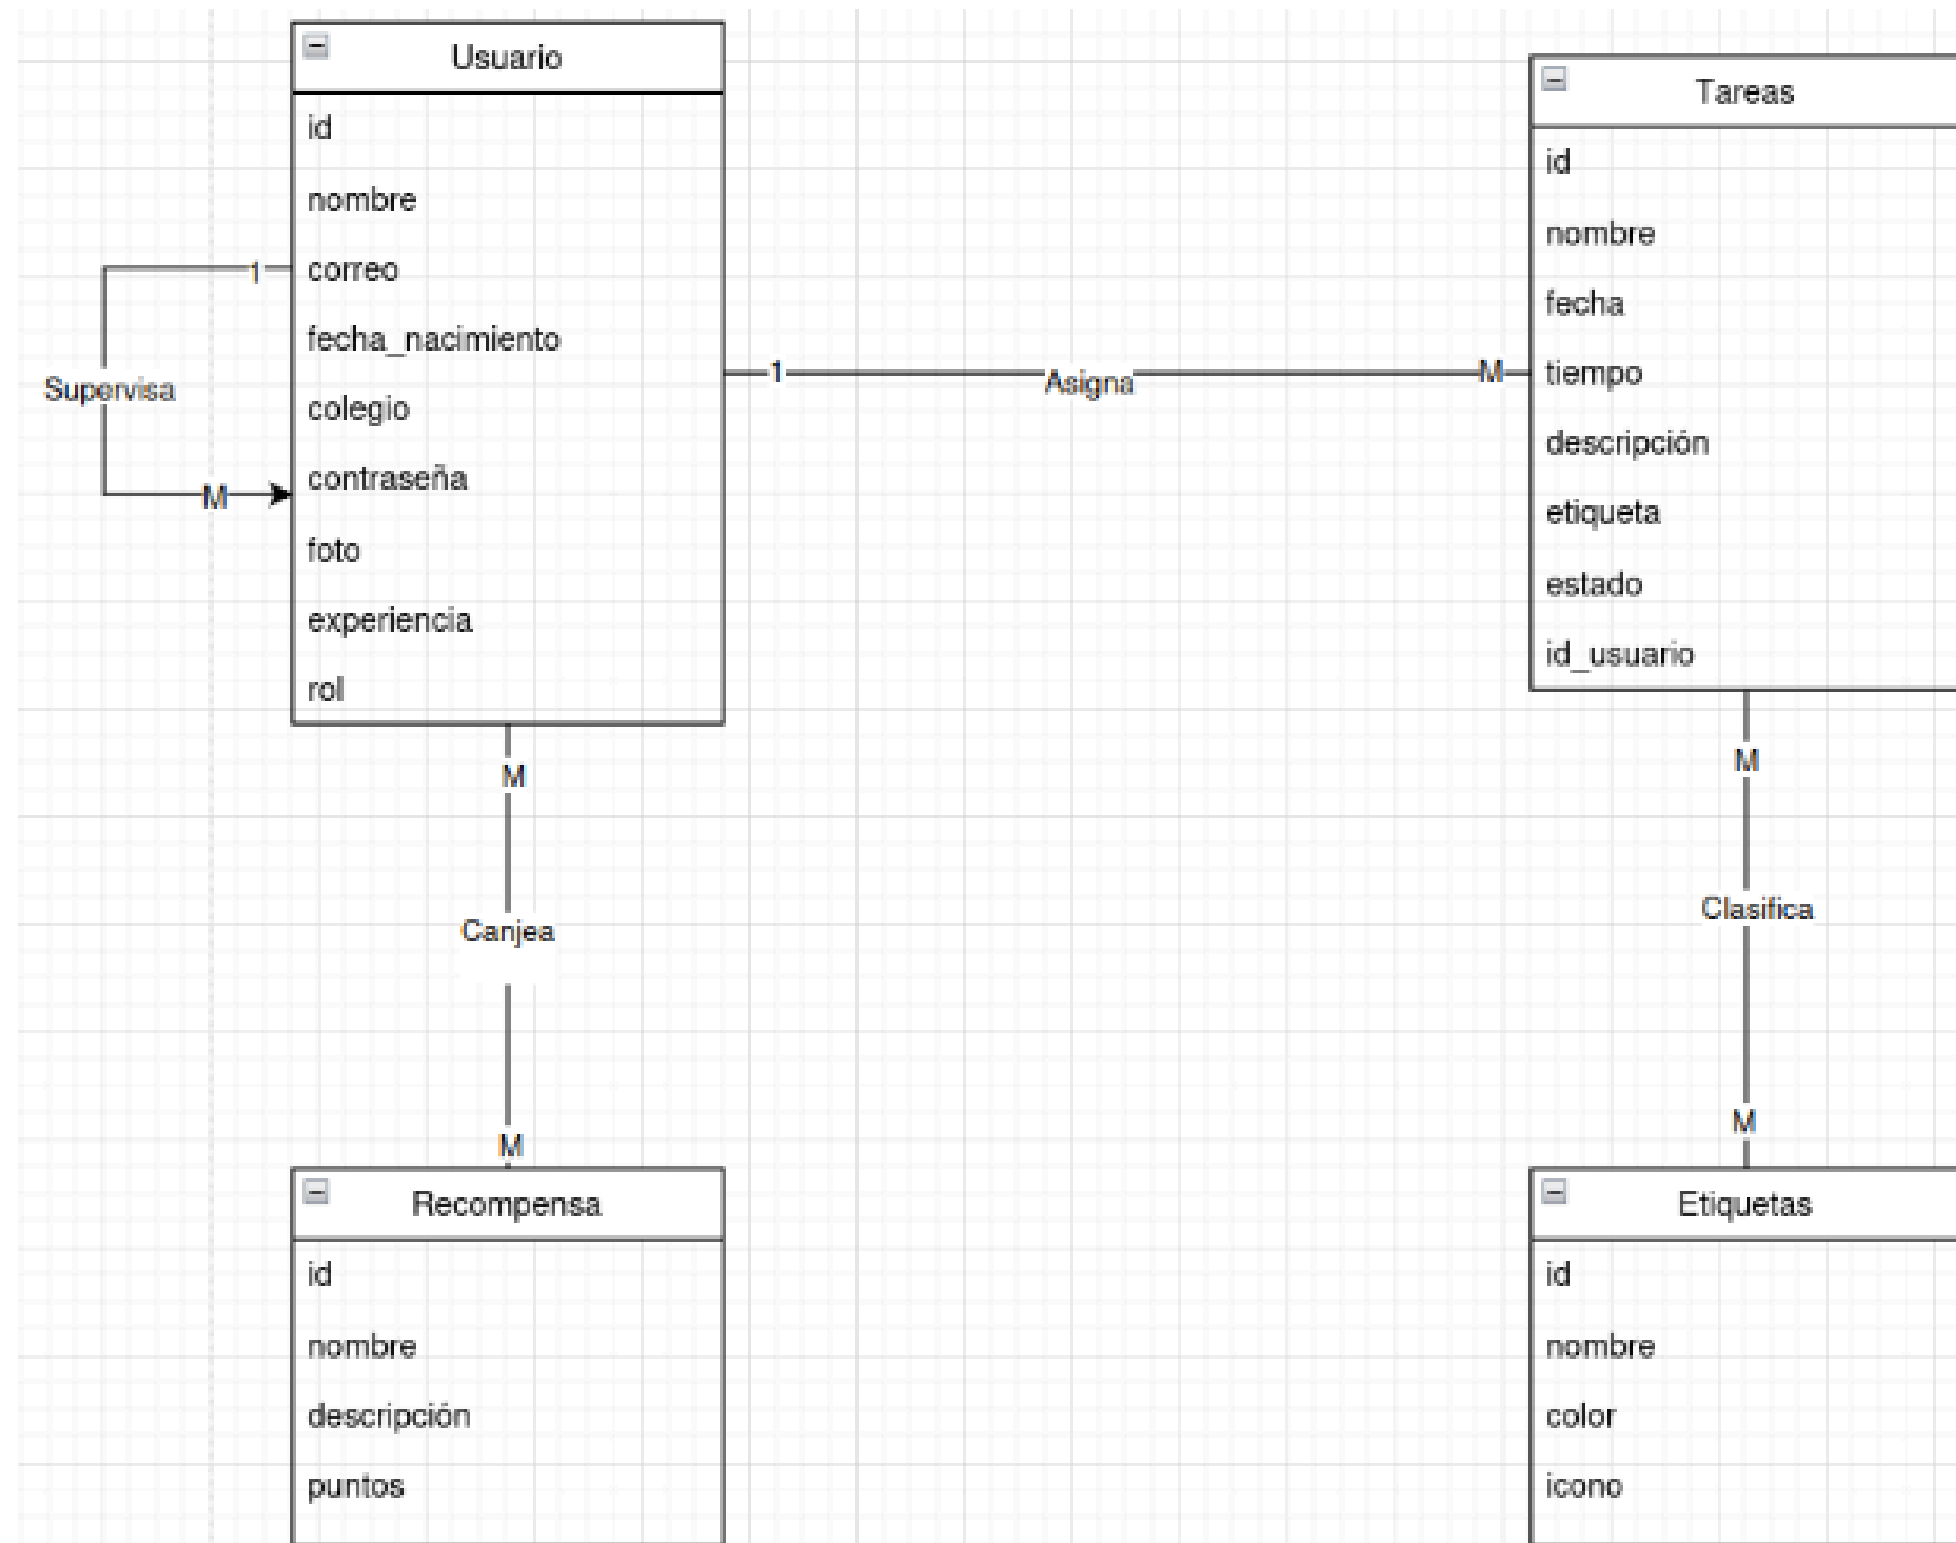 Usuario
id
nombre
correo
fecha_nacimiento
colegio
contraseña
foto
experiencia
rol
1
Supervisa
M
1
Asigna
M
Tareas
id
nombre
fecha
tiempo
descripción
etiqueta
estado
id_usuario
M
Canjea
M
M
Clasifica
M
Recompensa
id
nombre
descripción
puntos
Etiquetas
id
nombre
color
icono